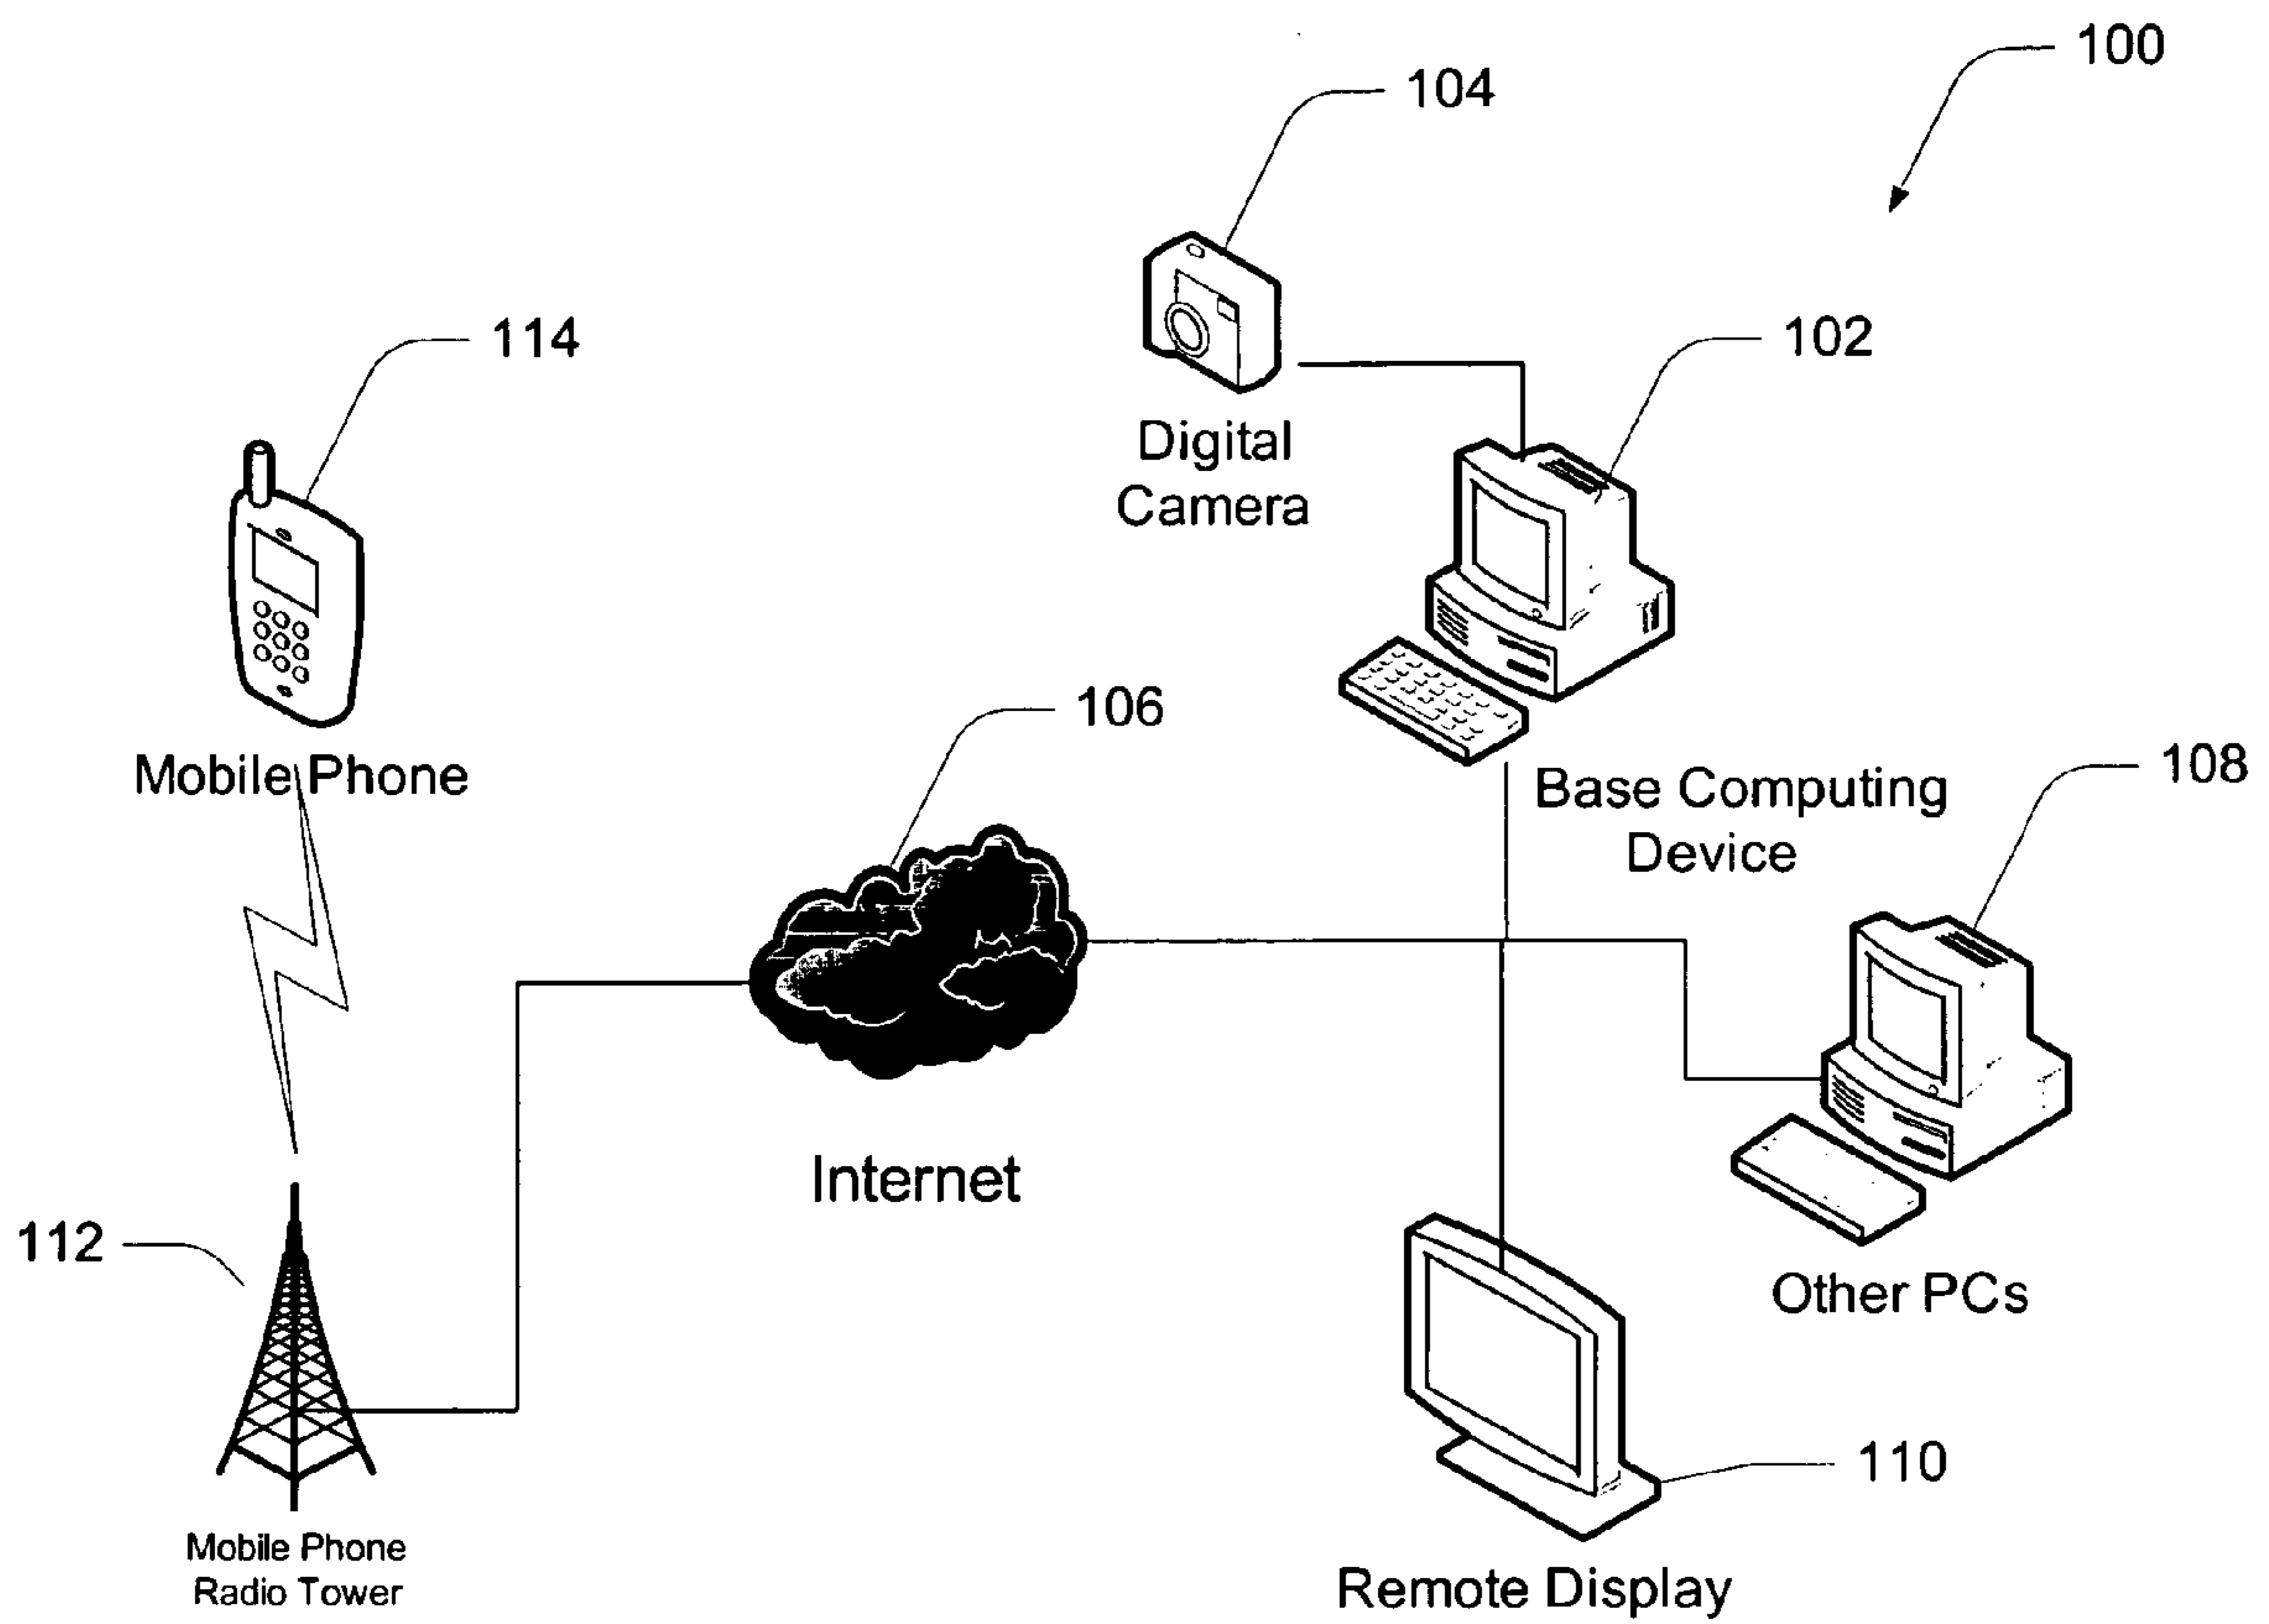 100
104
114
102
Digital
Camera
106
Mobile Phone
Base Computing
Device
108
Internet
112
Other PCs
110
Mobile Phone
Radio Tower
Remote Display